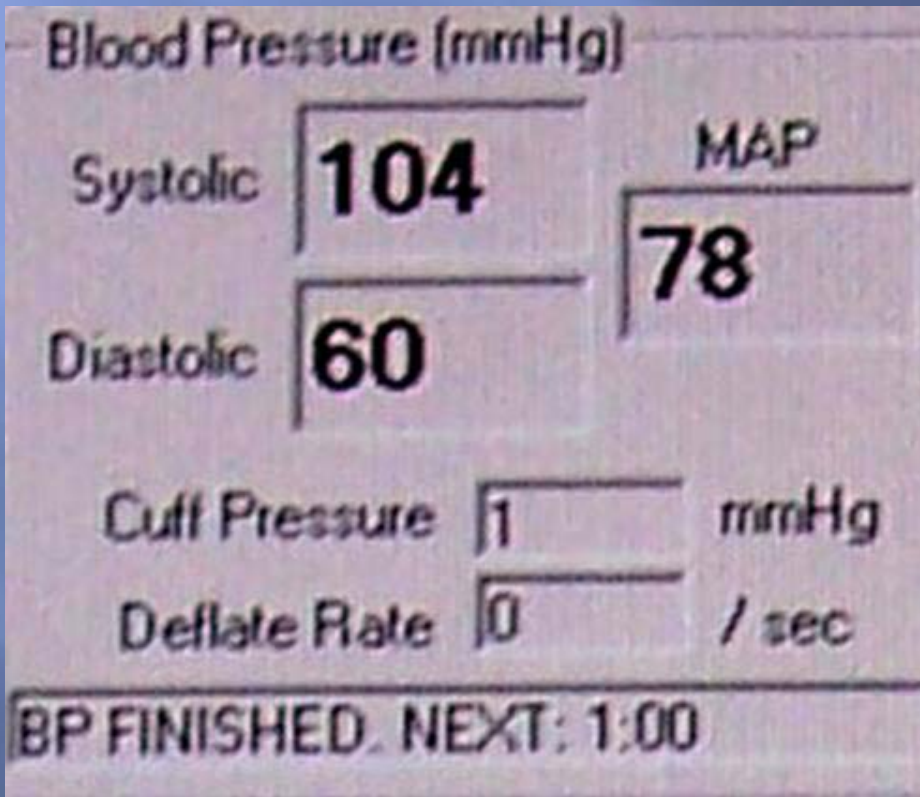 Blood Pressure (mmHg)
Systolic 104
MAP
78
Diastolic 60
Cuff Pressure 1 mmHg
Deflate Rate 0 / sec
BP FINISHED. NEXT: 1:00